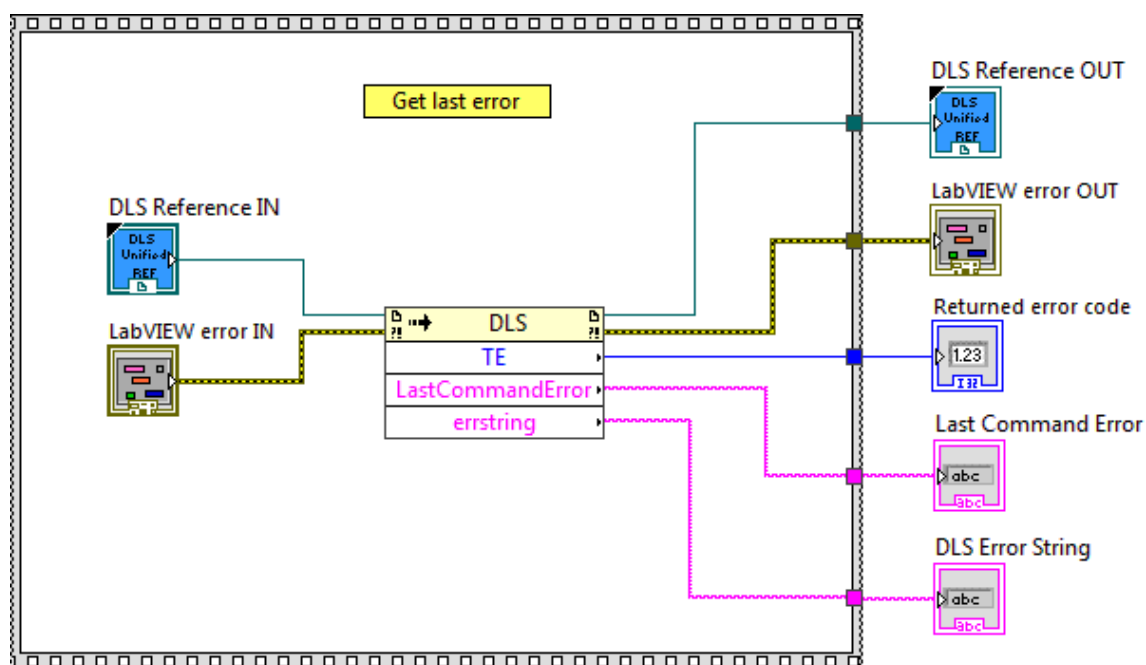 Get last error
DLS Reference IN
DLS
Unified
REF
LabVIEW error IN
?!
DLS
?!
TE
LastCommandError
errstring
DLS Reference OUT
DLS
Unified
REF
LabVIEW error OUT
Returned error code
1.23
I32
Last Command Error
abc
abc
DLS Error String
abc
abc